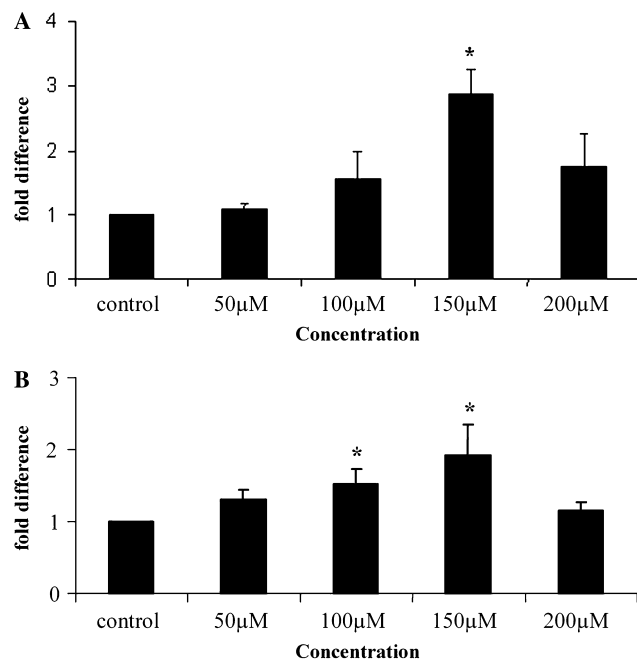 A
4
3
2
1
0
fold difference
*
control 50µM 100µM 150µM 200µM
Concentration
B
3
2
1
0
fold difference
* *
control 50µM 100µM 150µM 200µM
Concentration